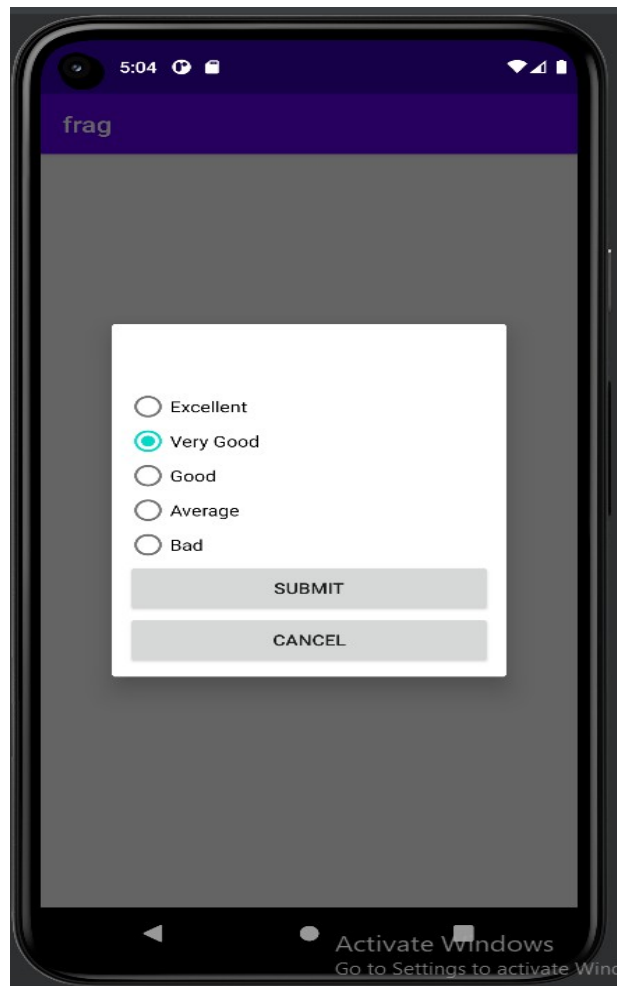 5:04
frag
Excellent
Very Good
Good
Average
Bad
SUBMIT
CANCEL
Activate Windows
Go to Settings to activate Wind